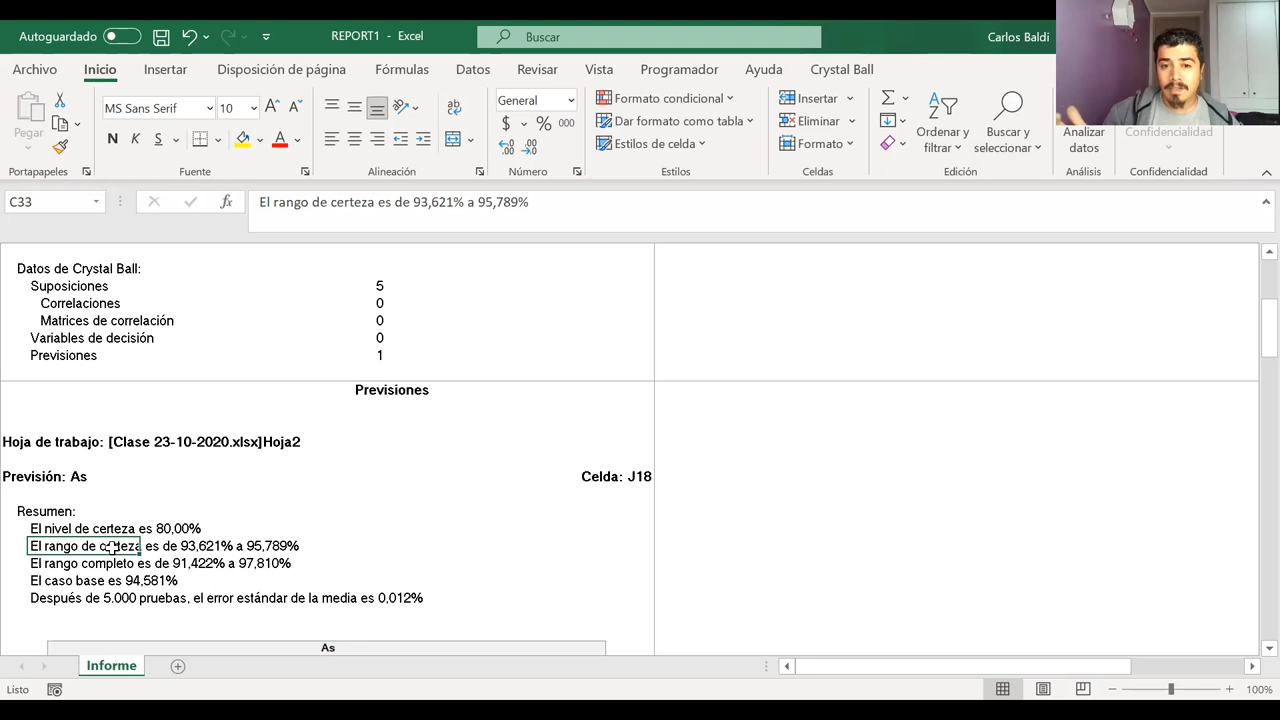 Autoguardado
REPORT1 - Excel
Buscar
Carlos Baldi
Archivo Inicio Insertar Disposición de página Fórmulas Datos Revisar Vista Programador Ayuda Crystal Ball
MS Sans Serif 10
General
Pegar
N K S
$ % 000
Formato condicional
Dar formato como tabla
Estilos de celda
Insertar
Eliminar
Formato
Ordenar y filtrar
Buscar y seleccionar
Analizar datos
Confidencialidad
Portapapeles Fuente Alineación Número Estilos Celdas Edición Análisis Confidencialidad
C33
fx
El rango de certeza es de 93,621% a 95,789%
Datos de Crystal Ball:
Suposiciones 5
Correlaciones 0
Matrices de correlación 0
Variables de decisión 0
Previsiones 1
Previsiones
Hoja de trabajo: [Clase 23-10-2020.xlsx]Hoja2
Previsión: As Celda: J18
Resumen:
El nivel de certeza es 80,00%
El rango de certeza es de 93,621% a 95,789%
El rango completo es de 91,422% a 97,810%
El caso base es 94,581%
Después de 5.000 pruebas, el error estándar de la media es 0,012%
As
Informe
Listo
100%